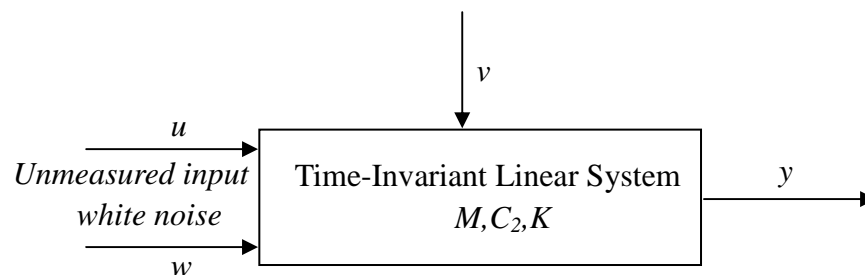 v
u
Unmeasured input
white noise
w
Time-Invariant Linear System
M,C₂,K
y